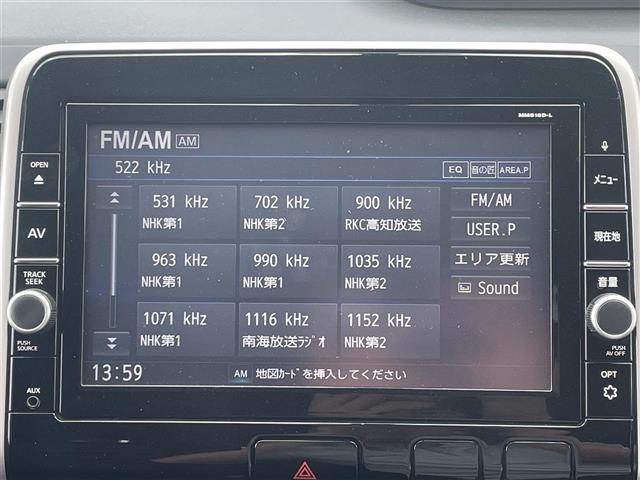 MM518D-L
OPEN
AV
TRACK
SEEK
PUSH
SOURCE
AUX
FM/AM AM
522 kHz
EQ 音の匠 AREA.P
531 kHz
NHK第1
702 kHz
NHK第2
900 kHz
RKC高知放送
963 kHz
NHK第1
990 kHz
NHK第1
1035 kHz
NHK第2
1071 kHz
NHK第1
1116 kHz
南海放送ラジオ
1152 kHz
NHK第2
FM/AM
USER.P
エリア更新
Sound
13:59
AM 地図カードを挿入してください
メニュー
現在地
音量
PUSH
AV OFF
OPT